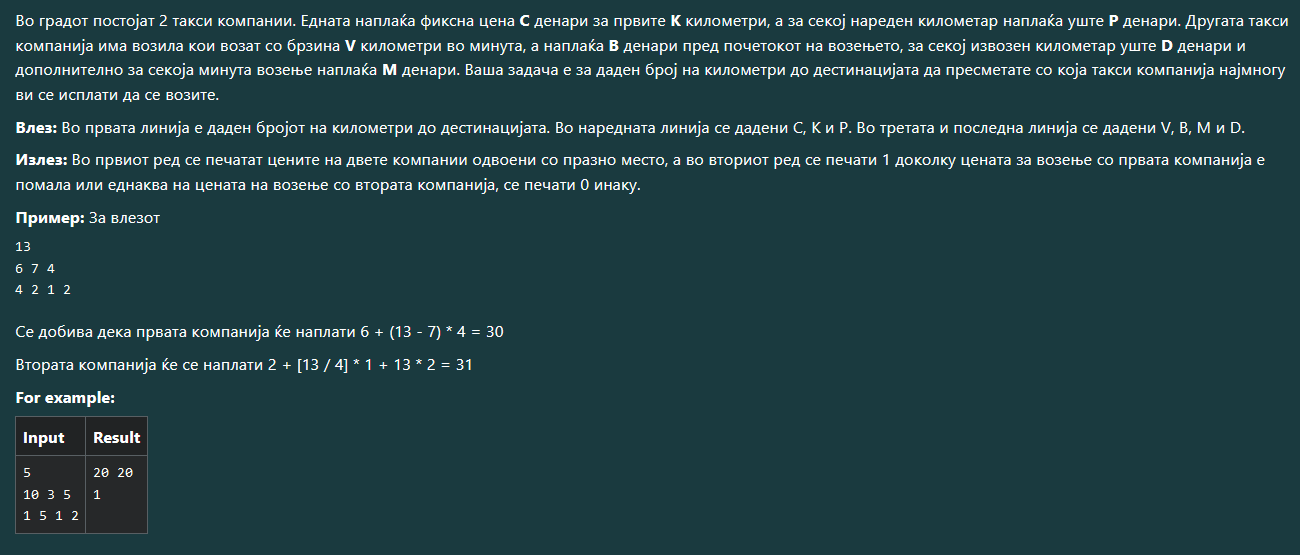 Во градот постојат 2 такси компании. Едната наплаќа фиксна цена C денари за првите K километри, а за секој нареден километар наплаќа уште P денари. Другата такси
компанија има возила кои возат со брзина V километри во минута, а наплаќа B денари пред почетокот на возењето, за секој извозен километар уште D денари и
дополнително за секоја минута возење наплаќа M денари. Ваша задача е за даден број на километри до дестинацијата да пресметате со која такси компанија најмногу
ви се исплати да се возите.
Влез: Во првата линија е даден бројот на километри до дестинацијата. Во наредната линија се дадени C, K и P. Во третата и последна линија се дадени V, B, M и D.
Излез: Во првиот ред се печатат цените на двете компании одвоени со празно место, а во вториот ред се печати 1 доколку цената за возење со првата компанија е
помала или еднаква на цената на возење со втората компанија, се печати 0 инаку.
Пример: За влезот
13
6 7 4
4 2 1 2
Се добива дека првата компанија ќе наплати 6 + (13 - 7) * 4 = 30
Втората компанија ќе се наплати 2 + [13 / 4] * 1 + 13 * 2 = 31
For example:
Input Result
5 20 20
10 3 5 1
1 5 1 2